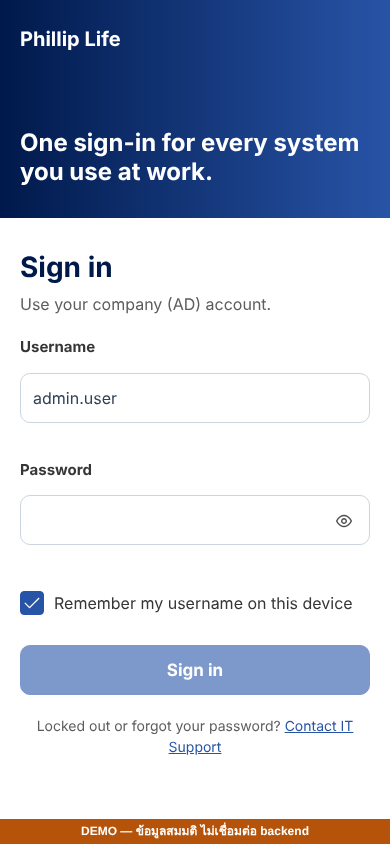 Phillip Life
One sign-in for every system
you use at work.
Sign in
Use your company (AD) account.
Username
admin.user
Password
Remember my username on this device
Sign in
Locked out or forgot your password? Contact IT
Support
DEMO — ข้อมูลสมมติ ไม่เชื่อมต่อ backend